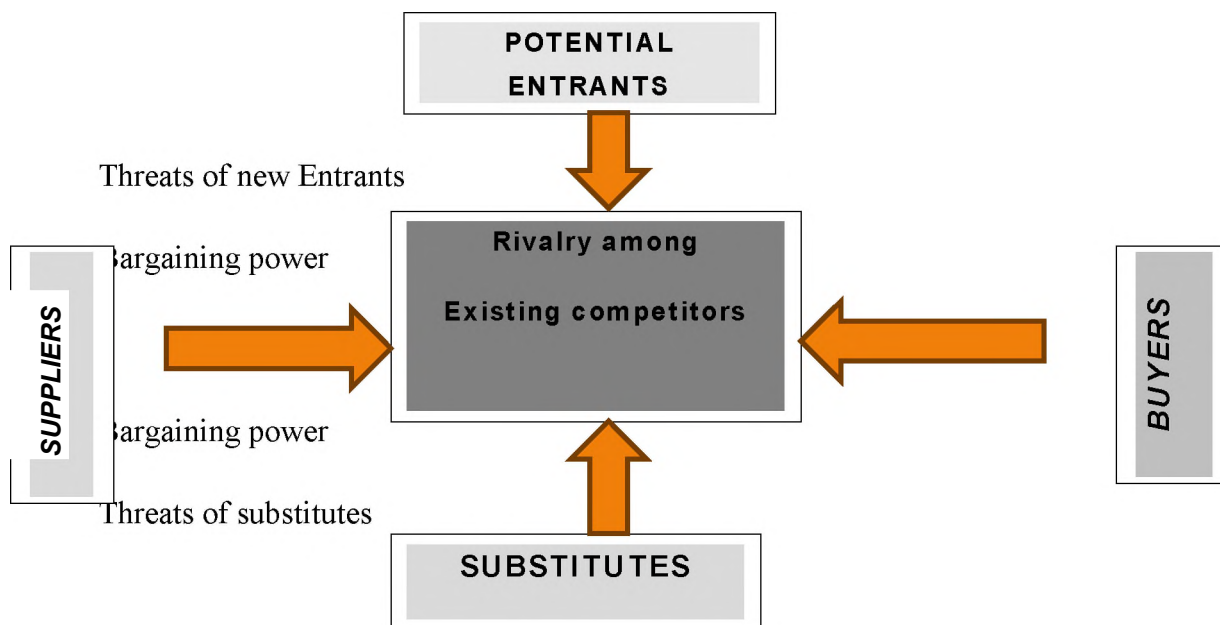 POTENTIAL
ENTRANTS
Threats of new Entrants
Rivalry among
Bargaining power
Existing competitors
SUPPLIERS
BUYERS
Bargaining power
Threats of substitutes
SUBSTITUTES